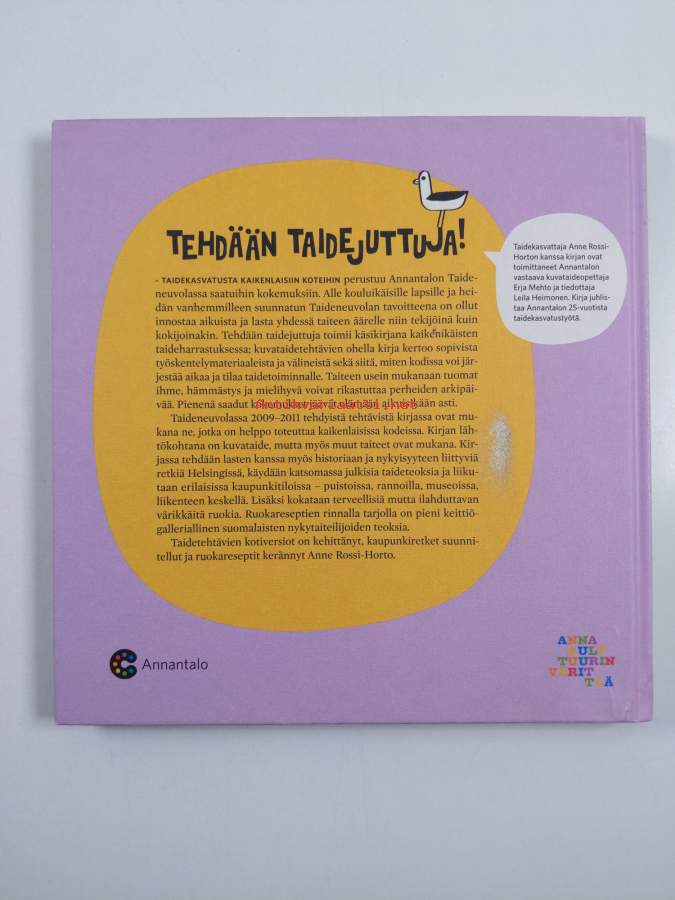 TEHDÄÄN TAIDEJUTTUJA!
- TAIDEKASVATUSTA KAIKENLAISIIN KOTEIHIN perustuu Annantalon Taide-
neuvolassa saatuihin kokemuksiin. Alle kouluikäisille lapsille ja hei-
dän vanhemmilleen suunnatun Taideneuvolan tavoitteena on ollut
innostaa aikuista ja lasta yhdessä taiteen äärelle niin tekijöinä kuin
kokijoinakin. Tehdään taidejuttuja toimii käsikirjana kaikenikäisten
taideharrastuksessa; kuvataidetehtävien ohella kirja kertoo sopivista
työskentelymateriaaleista ja välineistä sekä siitä, miten kodissa voi jär-
jestää aikaa ja tilaa taidetoiminnalle. Taiteen usein mukanaan tuomat
ihme, hämmästys ja mielihyvä voivat rikastuttaa perheiden arkipäi-
vää. Pienenä saadut aikuisikään asti.
Taideneuvolassa 2009–2011 tehdyistä tehtävistä kirjassa ovat mu-
kana ne, jotka on helppo toteuttaa kaikenlaisissa kodeissa. Kirjan läh-
tökohtana on kuvataide, mutta myös muut taiteet ovat mukana. Kir-
jassa tehdään lasten kanssa myös historiaan ja nykyisyyteen liittyviä
retkiä Helsingissä, käydään katsomassa julkisia taideteoksia ja liiku-
taan erilaisissa kaupunkitiloissa – puistoissa, rannoilla, museoissa,
liikenteen keskellä. Lisäksi kokataan terveellisiä mutta ilahduttavan
värikkäitä ruokia. Ruokareseptien rinnalla tarjolla on pieni keittiö-
galleriallinen suomalaisten nykytaiteilijoiden teoksia.
Taidetehtävien kotiversiot on kehittänyt, kaupunkiretket suunni-
tellut ja ruokareseptit kerännyt Anne Rossi-Horto.
Taidekasvattaja Anne Rossi-
Horton kanssa kirjan ovat
toimittaneet Annantalon
vastaava kuvataideopettaja
Erja Mehto ja tiedottaja
Leila Heimonen. Kirja juhlis-
taa Annantalon 25-vuotista
taidekasvatustyötä.
Annantalo
ANNA
KULT
TUURIN
VÄRIT
TÄÄ